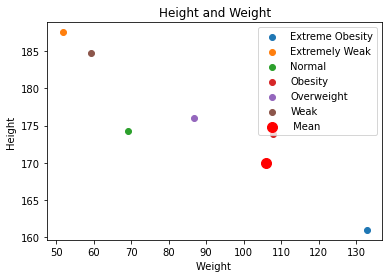 Height and Weight
Extreme Obesity
Extremely Weak
Normal
Obesity
Overweight
Weak
Mean
185
180
175
170
165
160
Height
50 60 70 80 90 100 110 120 130
Weight